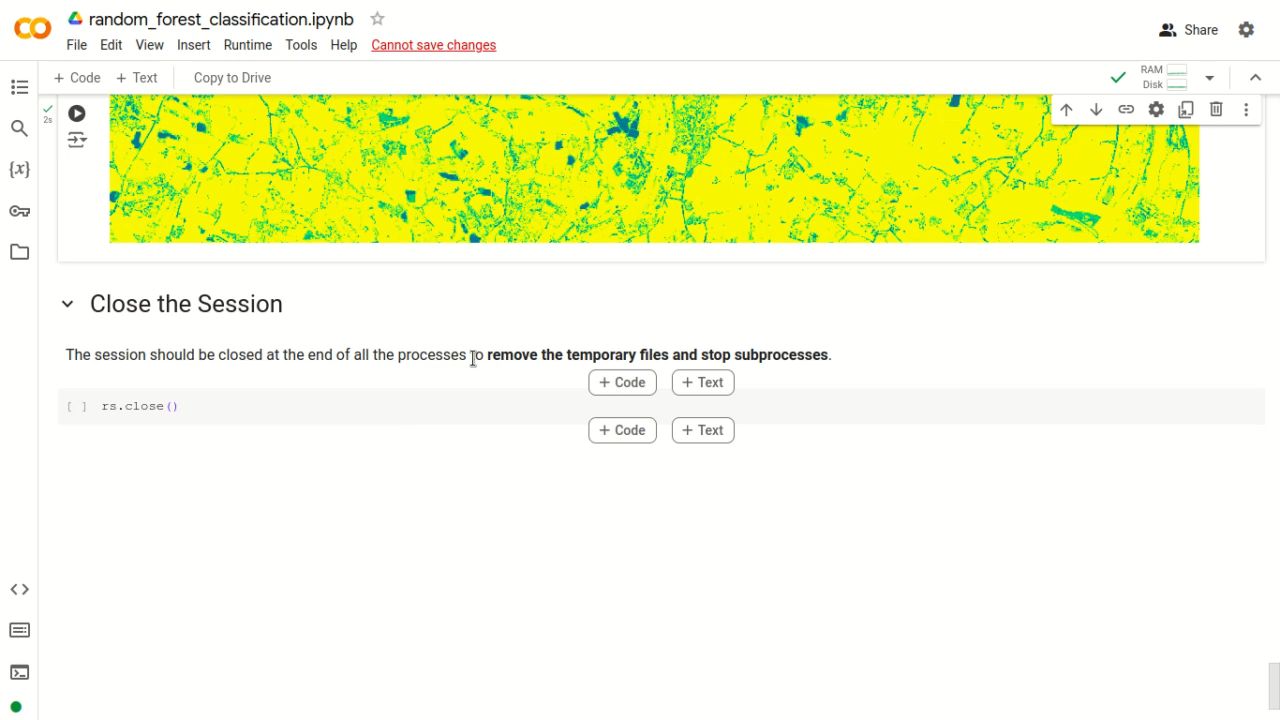 random_forest_classification.ipynb
Share
File Edit View Insert Runtime Tools Help Cannot save changes
+ Code + Text Copy to Drive
RAM
Disk
2s
{x}
Close the Session
The session should be closed at the end of all the processes to remove the temporary files and stop subprocesses.
+ Code + Text
[ ] rs.close()
+ Code + Text